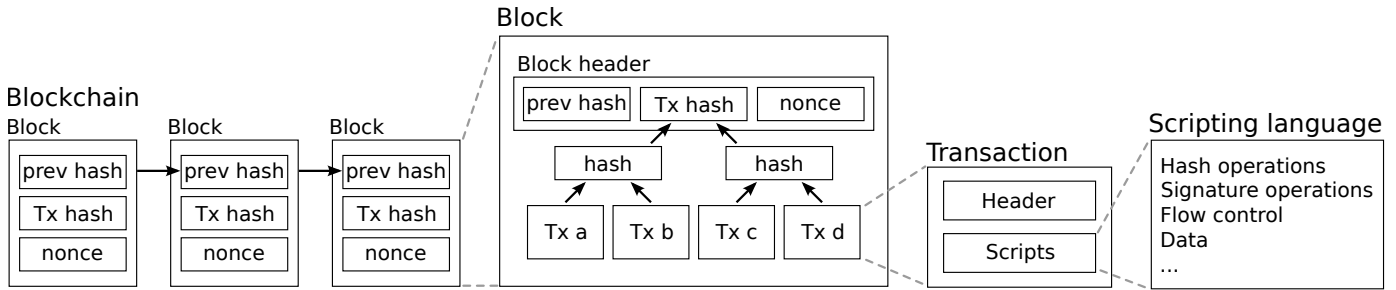 Blockchain
Block
prev hash
Tx hash
nonce
Block
prev hash
Tx hash
nonce
Block
prev hash
Tx hash
nonce
Block
Block header
prev hash
Tx hash
nonce
hash
hash
Tx a
Tx b
Tx c
Tx d
Transaction
Header
Scripts
Scripting language
Hash operations
Signature operations
Flow control
Data
...